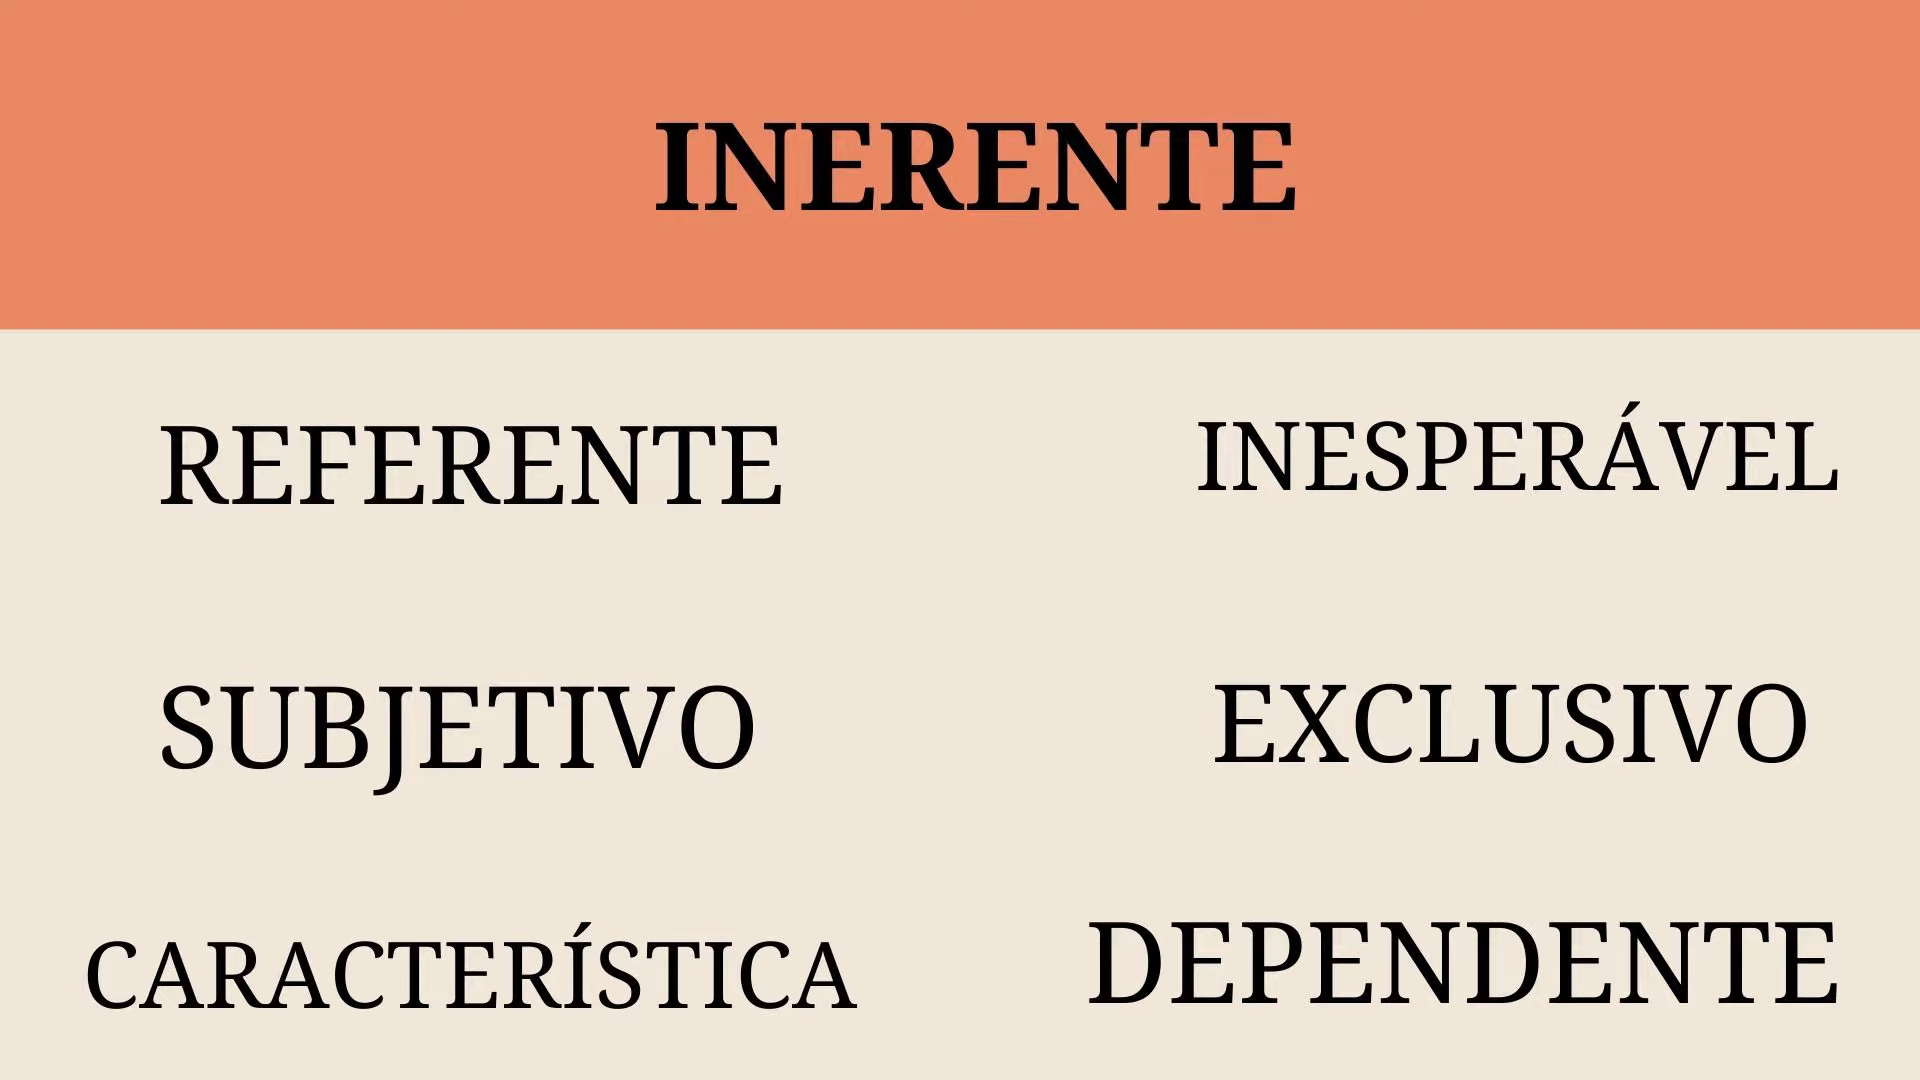 INERENTE
REFERENTE
INESPERÁVEL
SUBJETIVO
EXCLUSIVO
CARACTERÍSTICA
DEPENDENTE